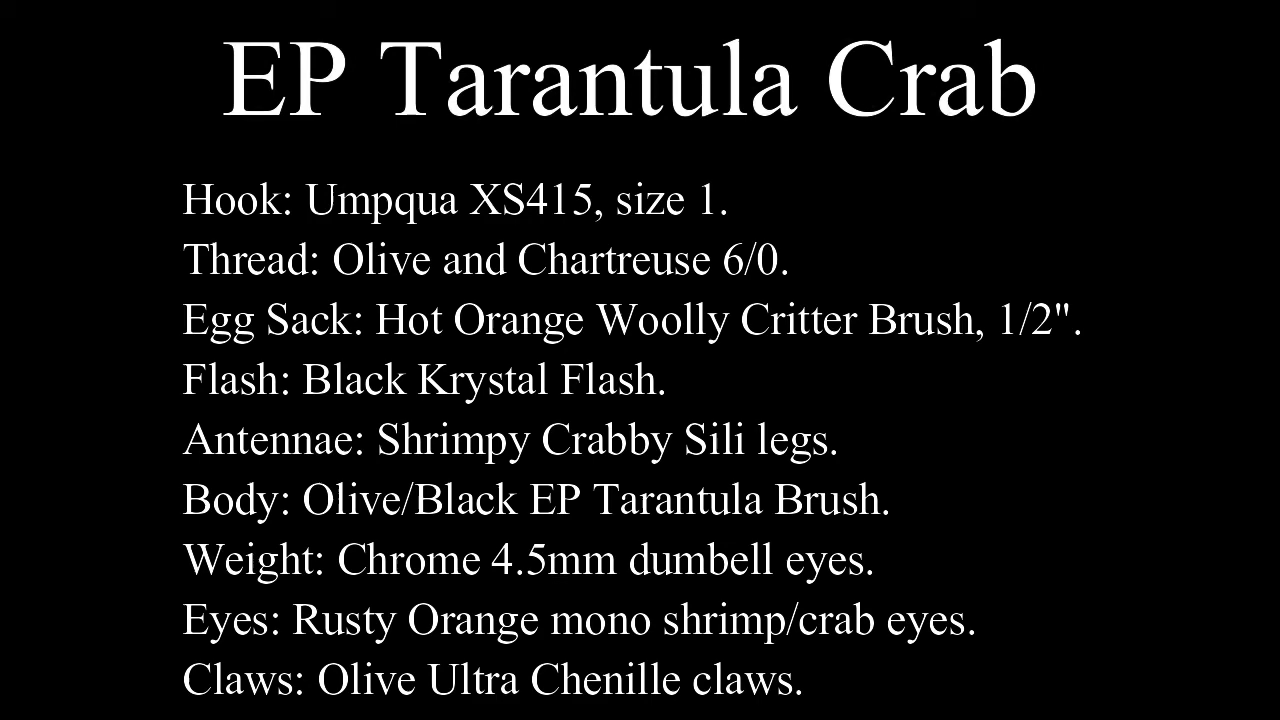 EP Tarantula Crab
Hook: Umpqua XS415, size 1.
Thread: Olive and Chartreuse 6/0.
Egg Sack: Hot Orange Woolly Critter Brush, 1/2".
Flash: Black Krystal Flash.
Antennae: Shrimpy Crabby Sili legs.
Body: Olive/Black EP Tarantula Brush.
Weight: Chrome 4.5mm dumbell eyes.
Eyes: Rusty Orange mono shrimp/crab eyes.
Claws: Olive Ultra Chenille claws.